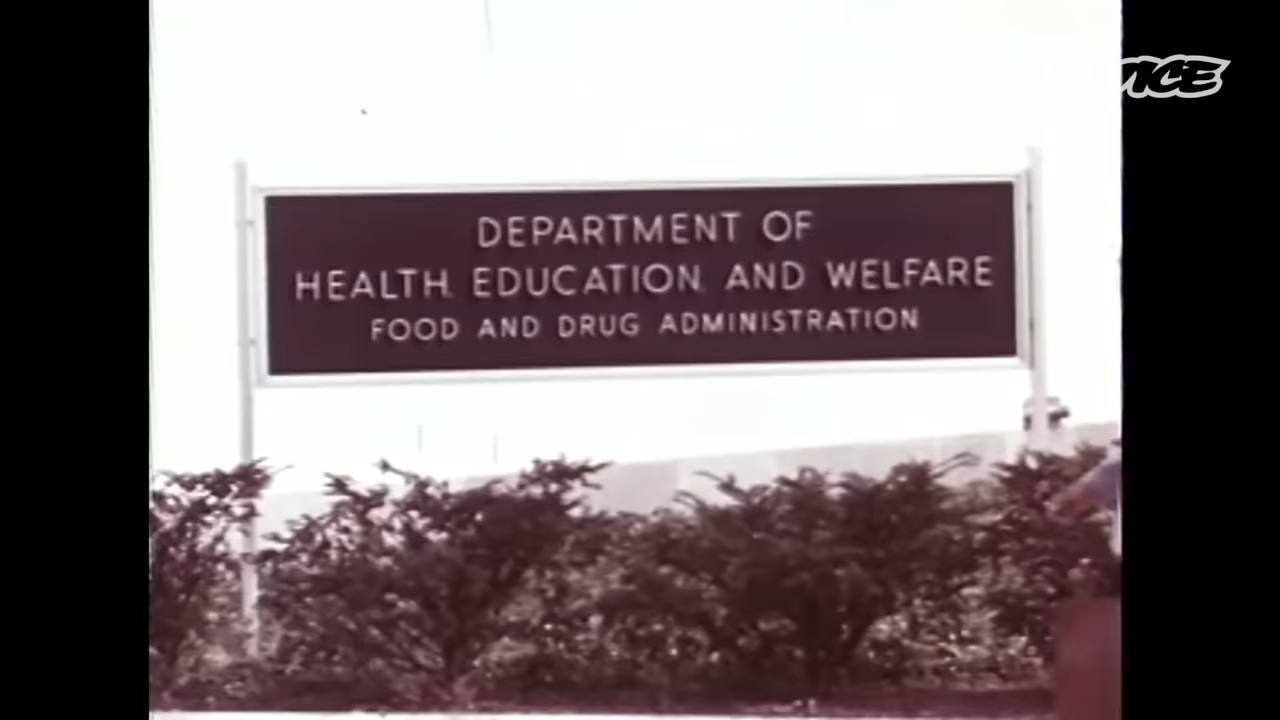 VICE
DEPARTMENT OF
HEALTH, EDUCATION, AND WELFARE
FOOD AND DRUG ADMINISTRATION